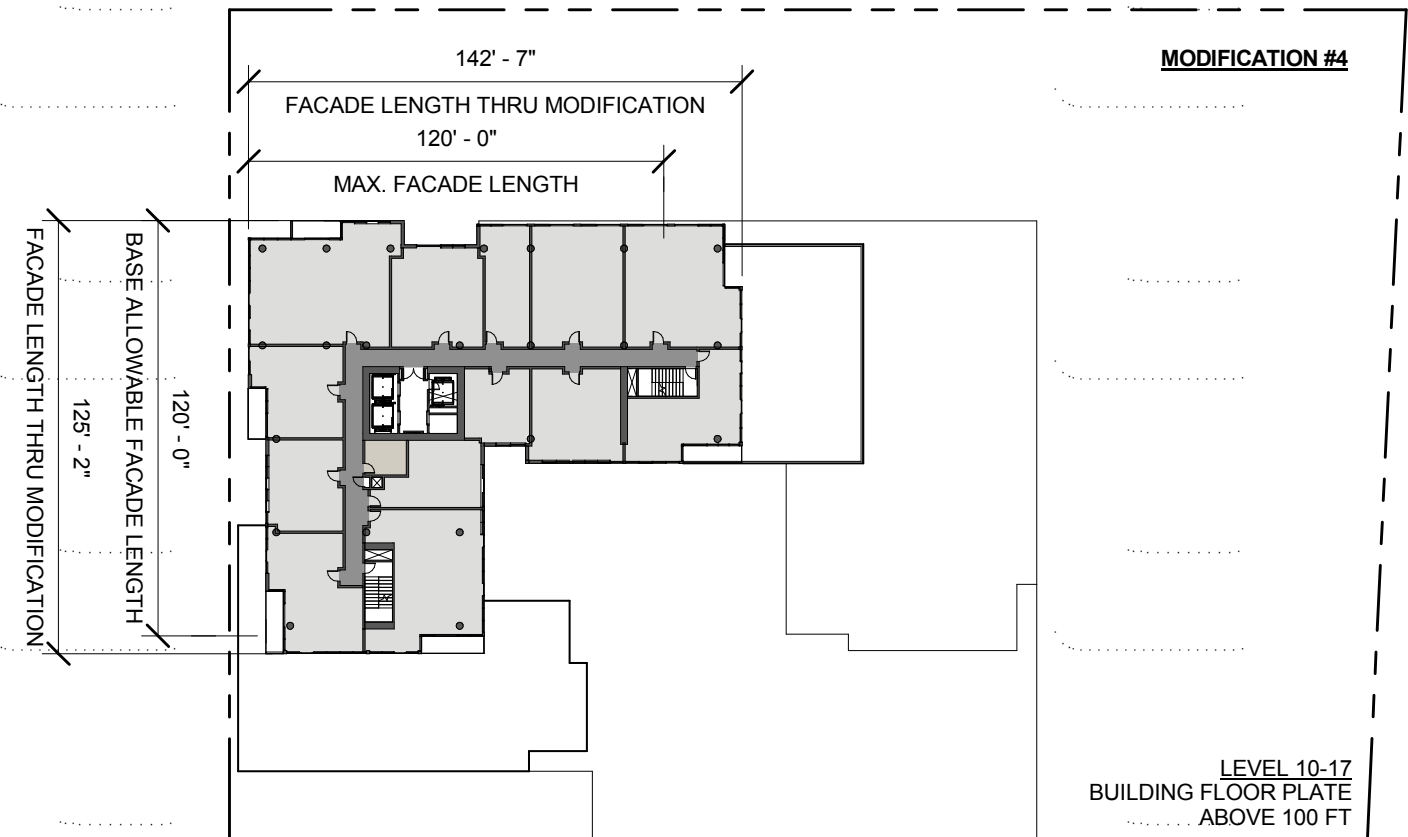 142' - 7"
MODIFICATION #4
FACADE LENGTH THRU MODIFICATION
120' - 0"
MAX. FACADE LENGTH
FACADE LENGTH THRU MODIFICATION
125' - 2"
BASE ALLOWABLE FACADE LENGTH
120' - 0"
LEVEL 10-17
BUILDING FLOOR PLATE
ABOVE 100 FT